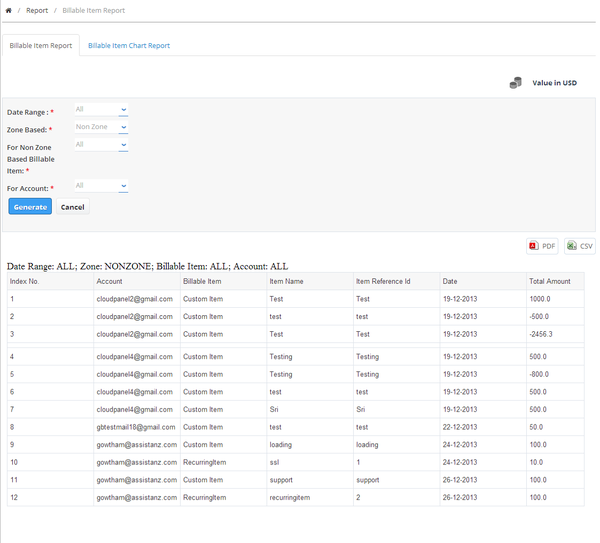 / Report / Billable Item Report
Billable Item Report Billable Item Chart Report
Value in USD
Date Range : * All
Zone Based: * Non Zone
For Non Zone Based Billable Item: * All
For Account: * All
Generate Cancel
PDF CSV
Date Range: ALL; Zone: NONZONE; Billable Item: ALL; Account: ALL
Index No. Account Billable Item Item Name Item Reference Id Date Total Amount
1 cloudpanel2@gmail.com Custom Item Test Test 19-12-2013 1000.0
2 cloudpanel2@gmail.com Custom Item test test 19-12-2013 -500.0
3 cloudpanel2@gmail.com Custom Item Test Test 19-12-2013 -2456.3
4 cloudpanel4@gmail.com Custom Item Testing Testing 19-12-2013 500.0
5 cloudpanel4@gmail.com Custom Item Testing Testing 19-12-2013 -800.0
6 cloudpanel4@gmail.com Custom Item test test 19-12-2013 500.0
7 cloudpanel4@gmail.com Custom Item Sri Sri 19-12-2013 500.0
8 gbtestmail18@gmail.com Custom Item test test 22-12-2013 50.0
9 gowtham@assistanz.com Custom Item loading loading 24-12-2013 100.0
10 gowtham@assistanz.com RecurringItem ssl 1 24-12-2013 10.0
11 gowtham@assistanz.com Custom Item support support 26-12-2013 100.0
12 gowtham@assistanz.com RecurringItem recurringitem 2 26-12-2013 100.0